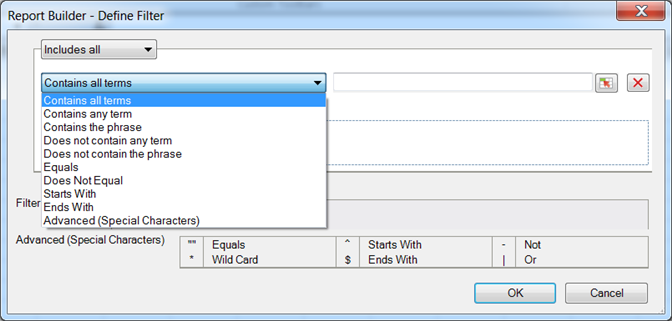 Report Builder - Define Filter
Includes all
Contains all terms
Contains all terms
Contains any term
Contains the phrase
Does not contain any term
Does not contain the phrase
Equals
Does Not Equal
Starts With
Ends With
Advanced (Special Characters)
Filter
Advanced (Special Characters) "" Equals ^ Starts With - Not
* Wild Card $ Ends With | Or
OK Cancel